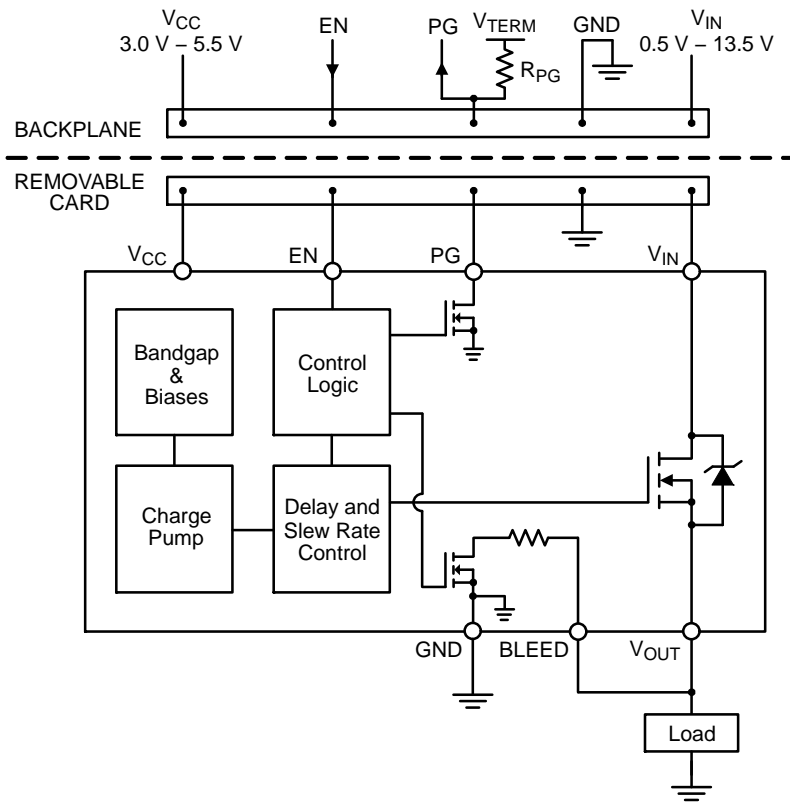 VCC
3.0 V – 5.5 V
EN
PG
VTERM
RPG
GND
VIN
0.5 V – 13.5 V
BACKPLANE
REMOVABLE
CARD
VCC
EN
PG
VIN
Bandgap
&
Biases
Control
Logic
Charge
Pump
Delay and
Slew Rate
Control
GND
BLEED
VOUT
Load